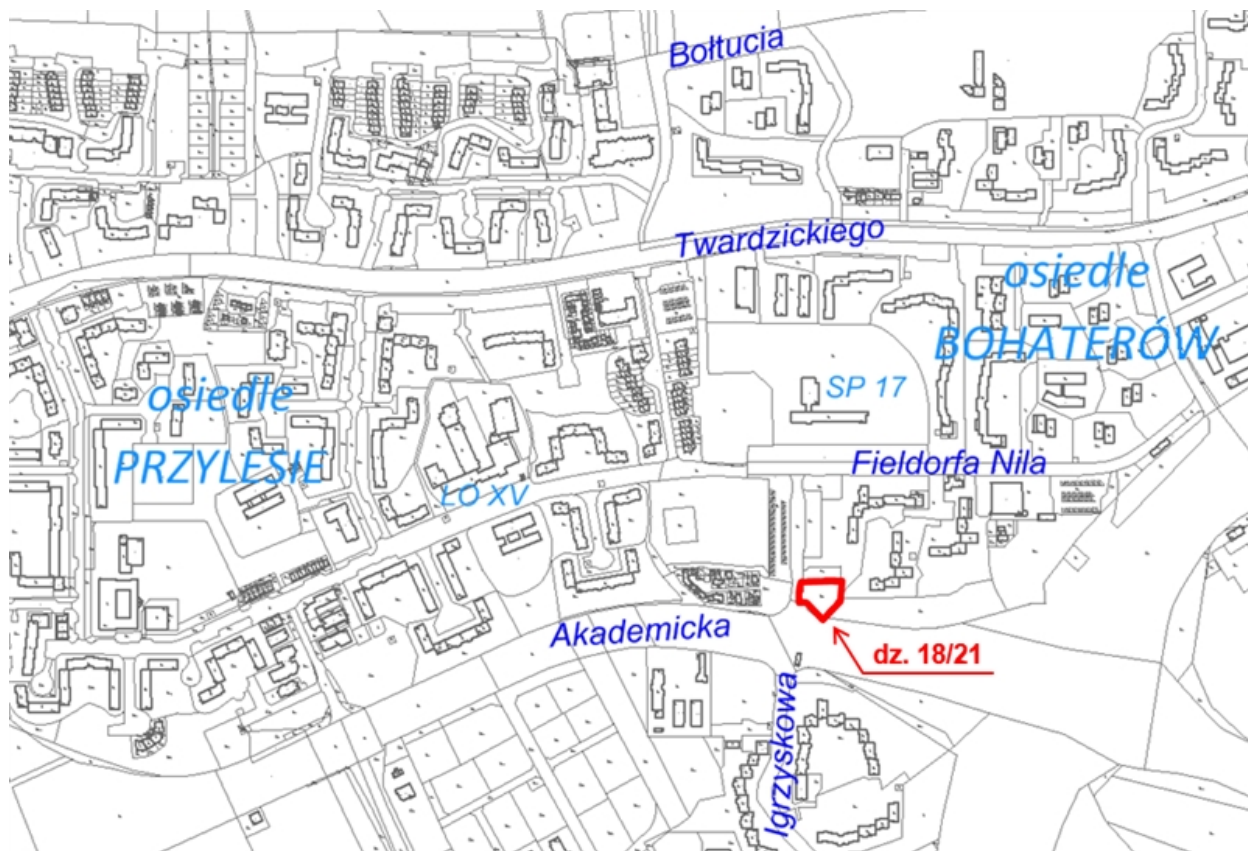 Bołtucia
Twardzickiego
osiedle
BOHATERÓW
SP 17
osiedle
PRZYLESIE
Fieldorfa Nila
LO XV
Akademicka
dz. 18/21
Igrzyskowa